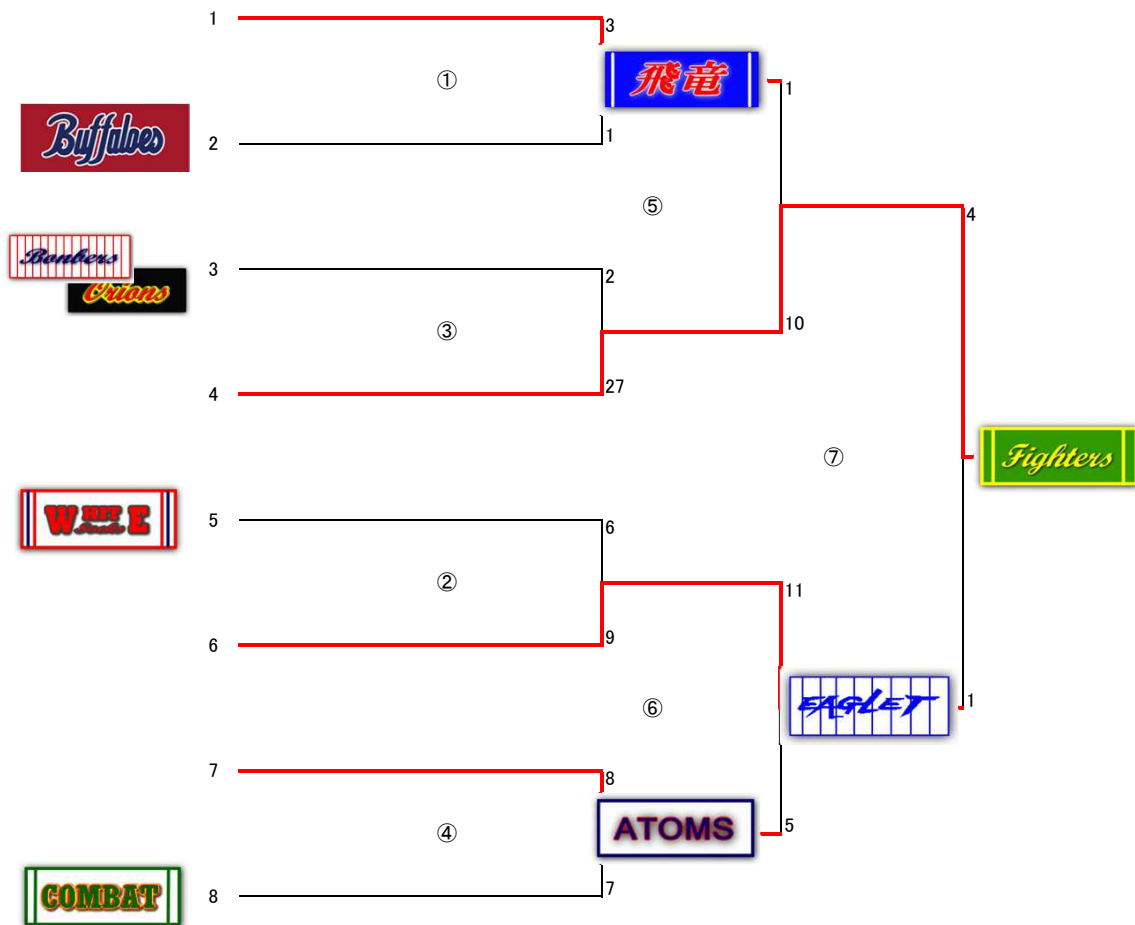 1
3
①
飛竜
1
Buffaloes
2
1
⑤
4
Bonbers
3
2
Orions
③
10
4
27
⑦
Fighters
WHITE
Socks
5
6
②
11
6
9
⑥
EAGLET
1
7
8
ATOMS
5
④
COMBAT
8
7